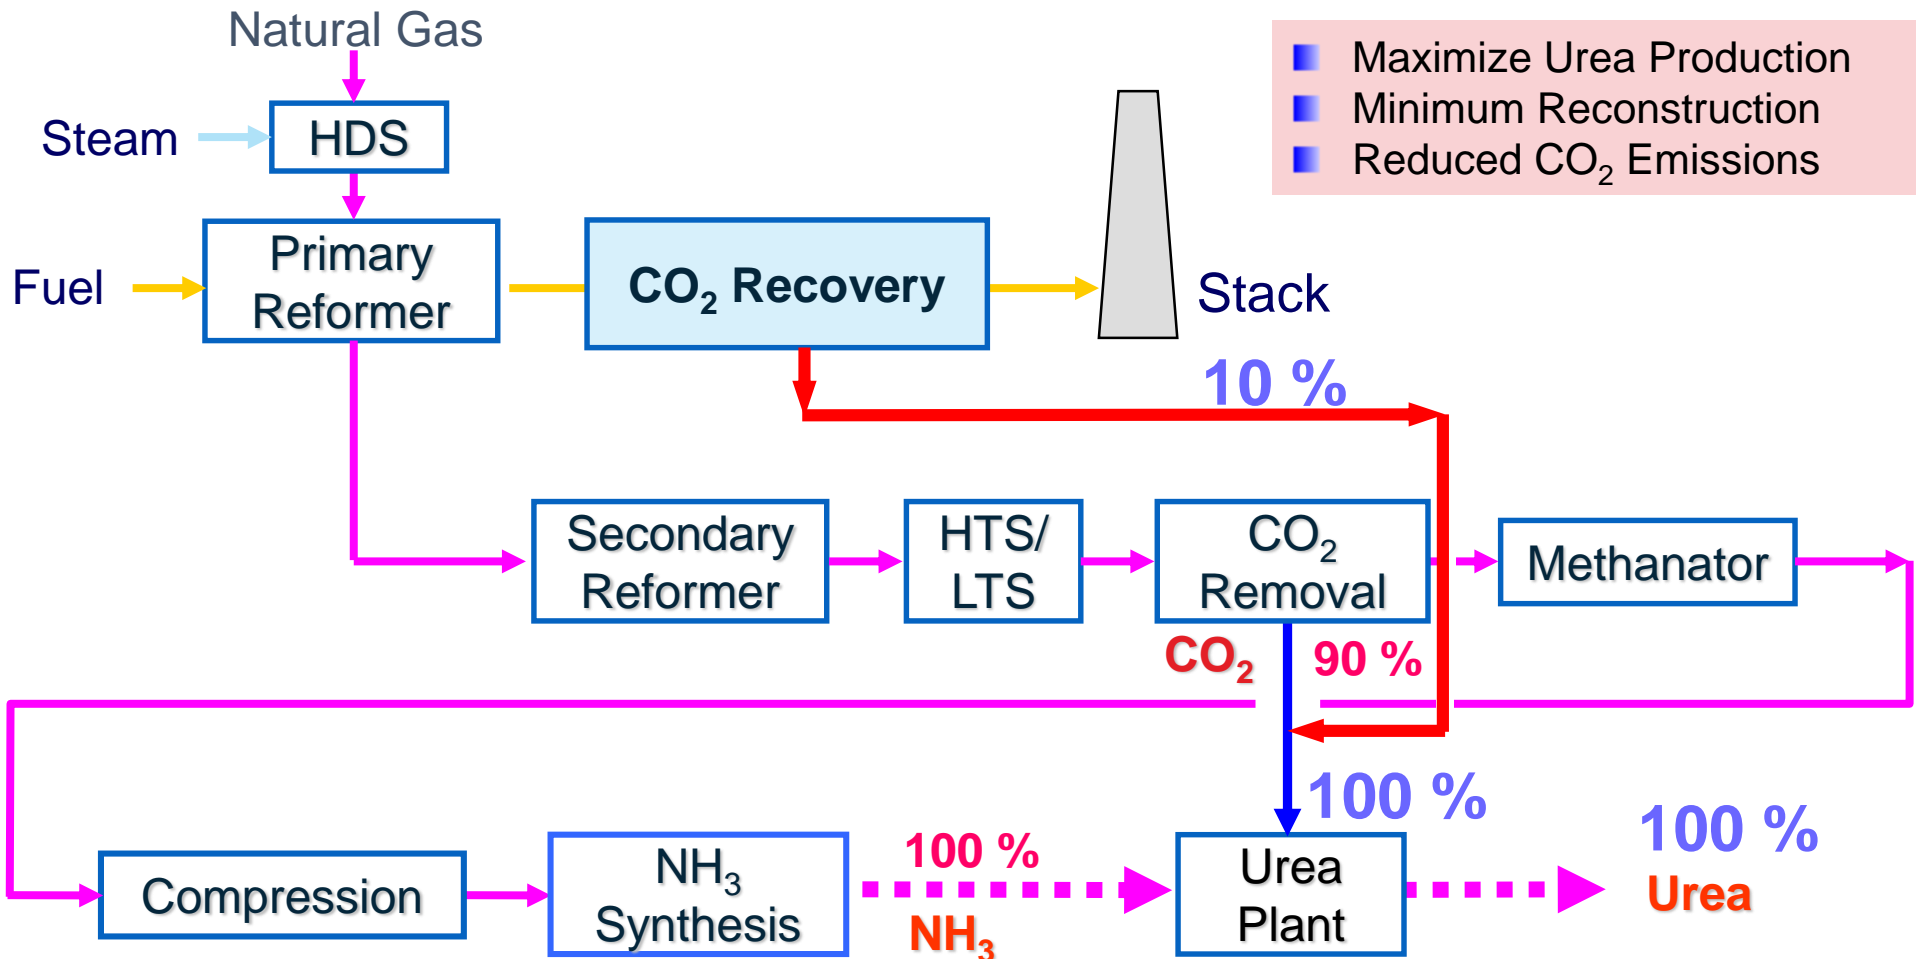 Natural Gas
Maximize Urea Production
Minimum Reconstruction
Reduced CO₂ Emissions
Steam
HDS
Fuel
Primary
Reformer
CO₂ Recovery
Stack
10 %
Secondary
Reformer
HTS/
LTS
CO₂
Removal
Methanator
CO₂
90 %
100 %
Compression
NH₃
Synthesis
100 %
NH₃
Urea
Plant
100 %
Urea